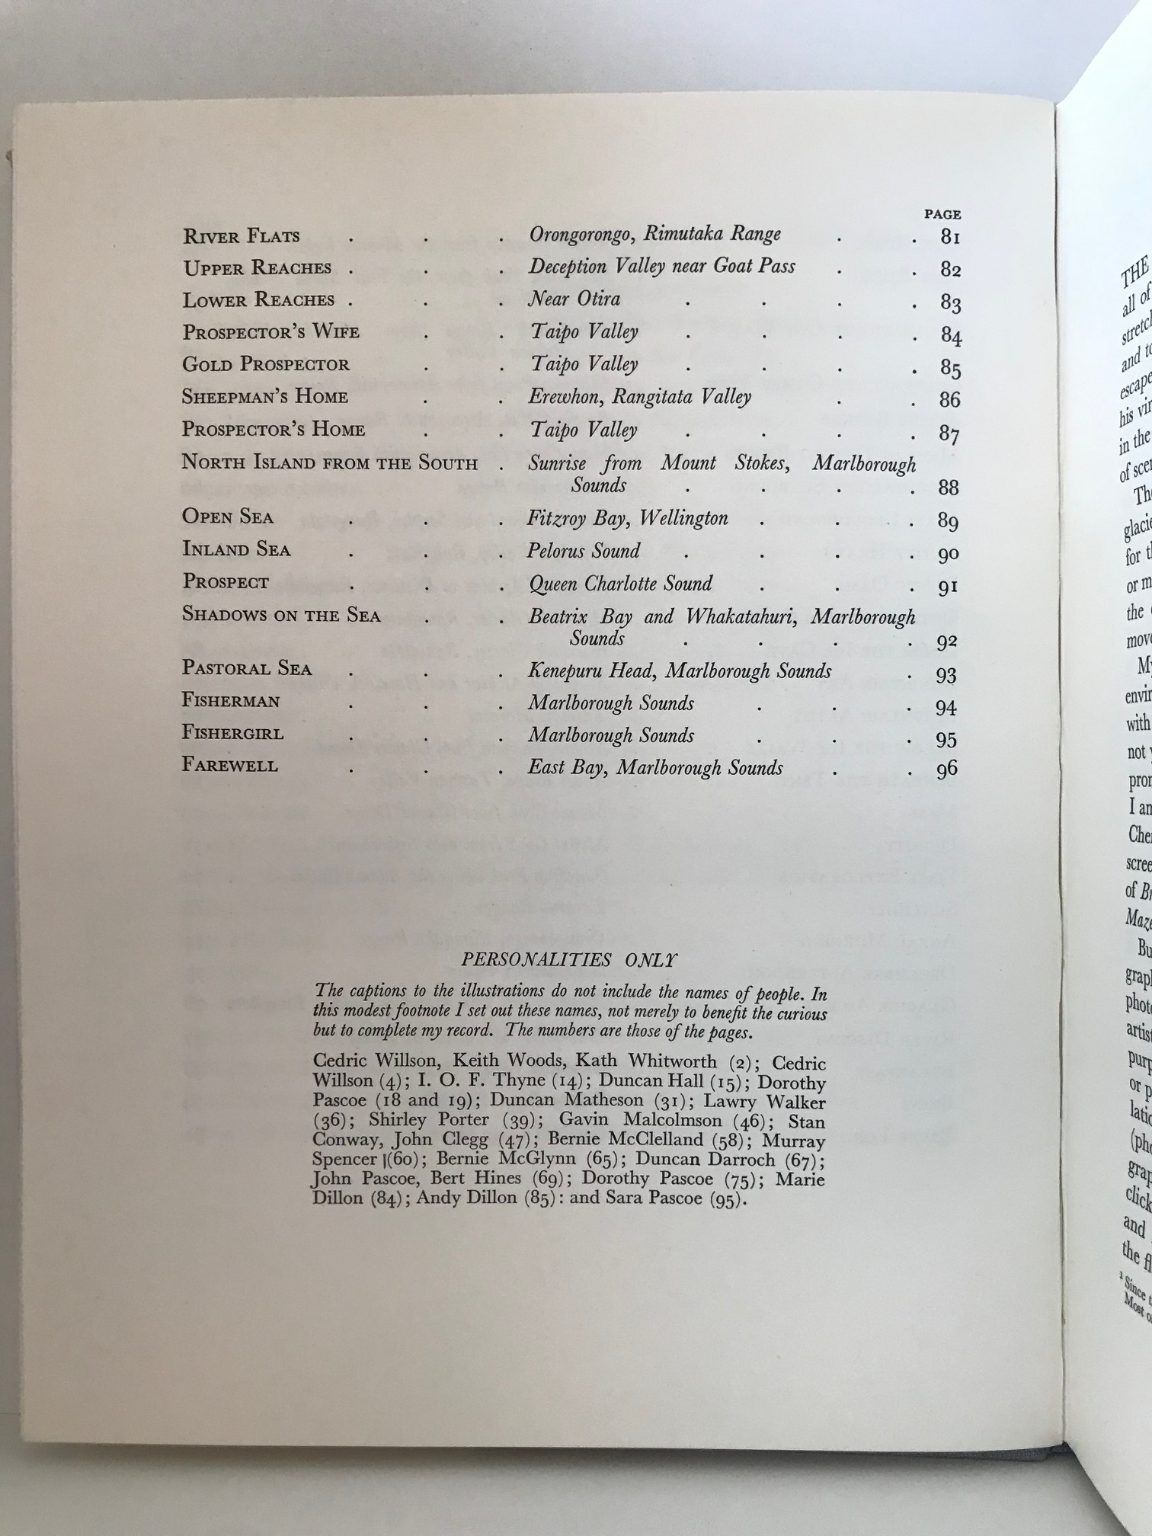 PAGE
RIVER FLATS . . . Orongorongo, Rimutaka Range . . 81
UPPER REACHES . . . Deception Valley near Goat Pass . . 82
LOWER REACHES . . . Near Otira . . . . 83
PROSPECTOR'S WIFE . . Taipo Valley . . . . 84
GOLD PROSPECTOR . . Taipo Valley . . . . 85
SHEEPMAN'S HOME . . Erewhon, Rangitata Valley . . 86
PROSPECTOR'S HOME . . Taipo Valley . . . . 87
NORTH ISLAND FROM THE SOUTH . Sunrise from Mount Stokes, Marlborough
Sounds . . . . 88
OPEN SEA . . . Fitzroy Bay, Wellington . . . 89
INLAND SEA . . . Pelorus Sound . . . . 90
PROSPECT . . . Queen Charlotte Sound . . . 91
SHADOWS ON THE SEA . . Beatrix Bay and Whakatahuri, Marlborough
Sounds . . . . 92
PASTORAL SEA . . . Kenepuru Head, Marlborough Sounds . 93
FISHERMAN . . . Marlborough Sounds . . . 94
FISHERGIRL . . . Marlborough Sounds . . . 95
FAREWELL . . . East Bay, Marlborough Sounds . . 96
PERSONALITIES ONLY
The captions to the illustrations do not include the names of people. In
this modest footnote I set out these names, not merely to benefit the curious
but to complete my record. The numbers are those of the pages.
Cedric Willson, Keith Woods, Kath Whitworth (2); Cedric
Willson (4); I. O. F. Thyne (14); Duncan Hall (15); Dorothy
Pascoe (18 and 19); Duncan Matheson (31); Lawry Walker
(36); Shirley Porter (39); Gavin Malcolmson (46); Stan
Conway, John Clegg (47); Bernie McClelland (58); Murray
Spencer (60); Bernie McGlynn (65); Duncan Darroch (67);
John Pascoe, Bert Hines (69); Dorothy Pascoe (75); Marie
Dillon (84); Andy Dillon (85): and Sara Pascoe (95).
THE
all of
and
his
in the
of
for
the
with
not
I
of
and
the
Since
Most